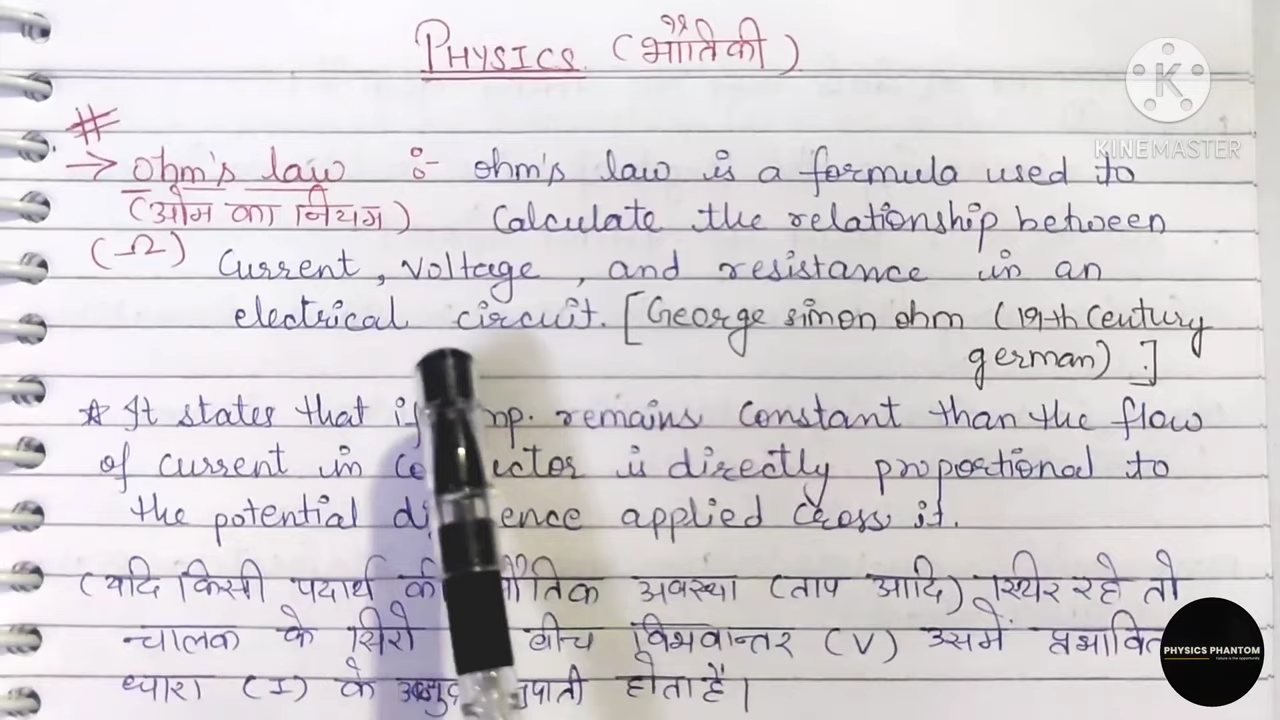 PHYSICS (भौतिकी)
K
KINEMASTER
#
→ ohm's law :- ohm's law is a formula used to
(ओम का नियम) calculate the relationship between
(Ω) current, voltage, and resistance in an
electrical circuit. [George simon ohm (19th century
german).]
* It states that if remains constant than the flow
of current in is directly proportional to
the potential applied cross it.
(यदि किसी पदार्थ की अवस्था (ताप आदि) स्थिर रहे तो
चालक के सिरो बीच विभवान्तर (V) उसमें
धारा (I) के होता है।
PHYSICS PHANTOM